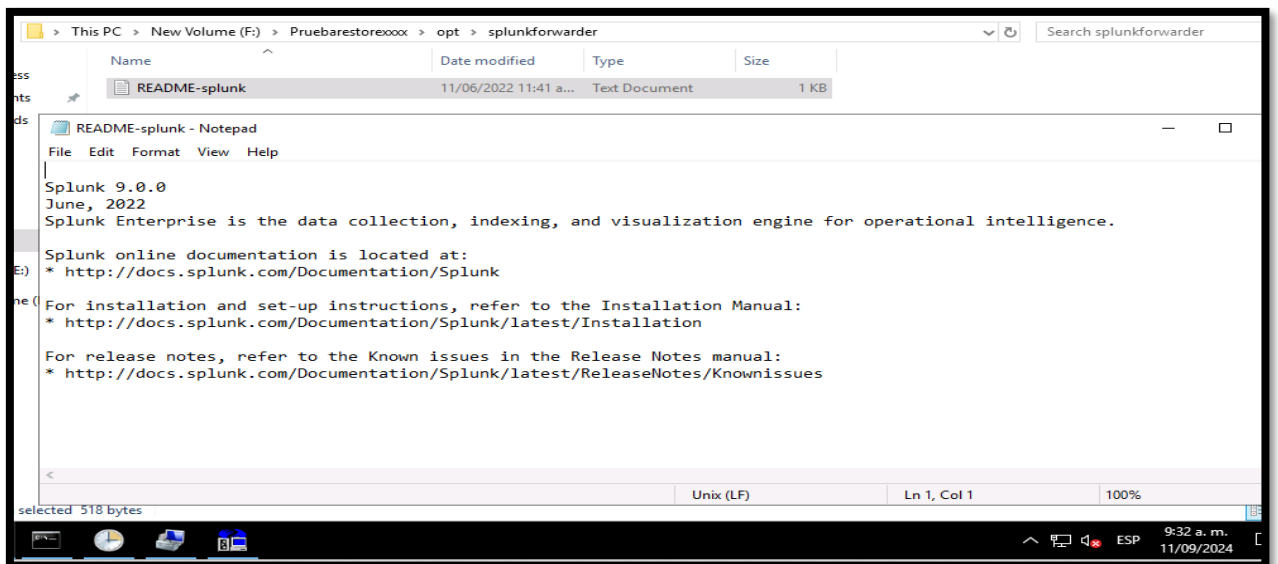 This PC > New Volume (F:) > Pruebarestorexxxx > opt > splunkforwarder
Search splunkforwarder
Name Date modified Type Size
README-splunk 11/06/2022 11:41 a... Text Document 1 KB
ess
nts
ds
E:)
ne (
README-splunk - Notepad
File Edit Format View Help
Splunk 9.0.0
June, 2022
Splunk Enterprise is the data collection, indexing, and visualization engine for operational intelligence.
Splunk online documentation is located at:
* http://docs.splunk.com/Documentation/Splunk
For installation and set-up instructions, refer to the Installation Manual:
* http://docs.splunk.com/Documentation/Splunk/latest/Installation
For release notes, refer to the Known issues in the Release Notes manual:
* http://docs.splunk.com/Documentation/Splunk/latest/ReleaseNotes/Knownissues
Unix (LF) Ln 1, Col 1 100%
selected 518 bytes
ESP
9:32 a. m.
11/09/2024